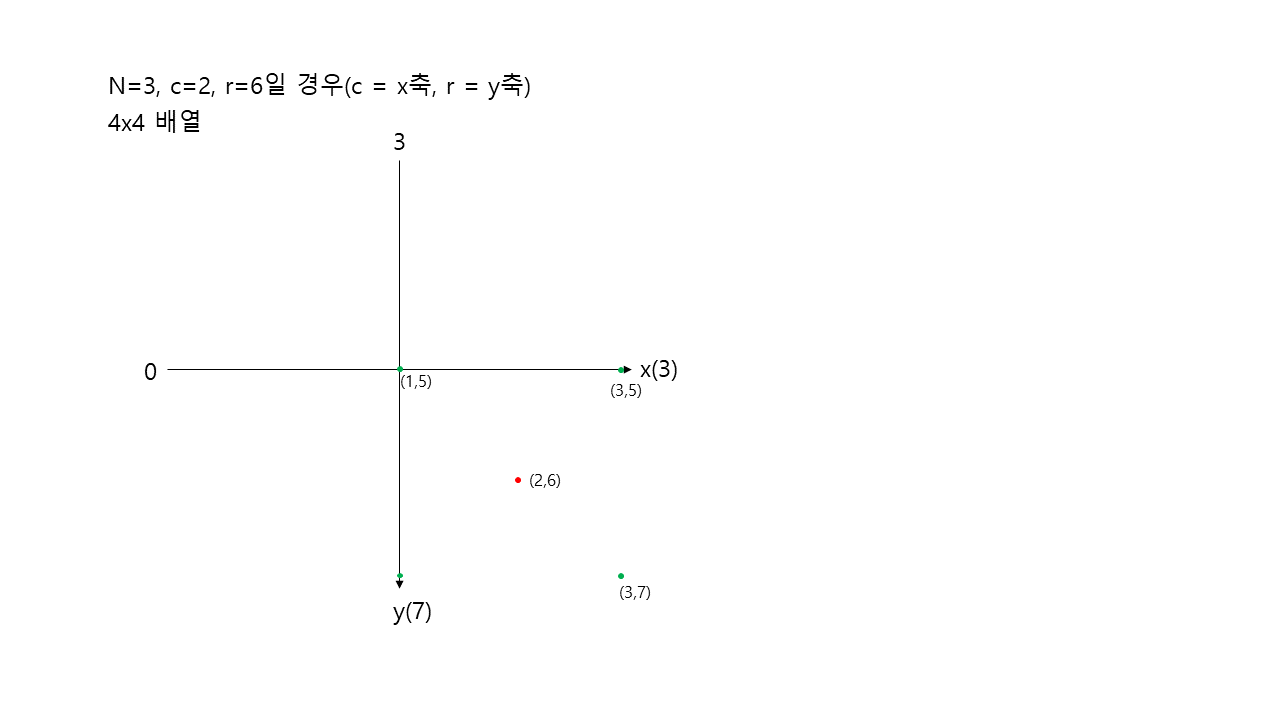 N=3, c=2, r=6일 경우(c = x축, r = y축)
4x4 배열
3
0
x(3)
(1,5)
(3,5)
(2,6)
(3,7)
y(7)